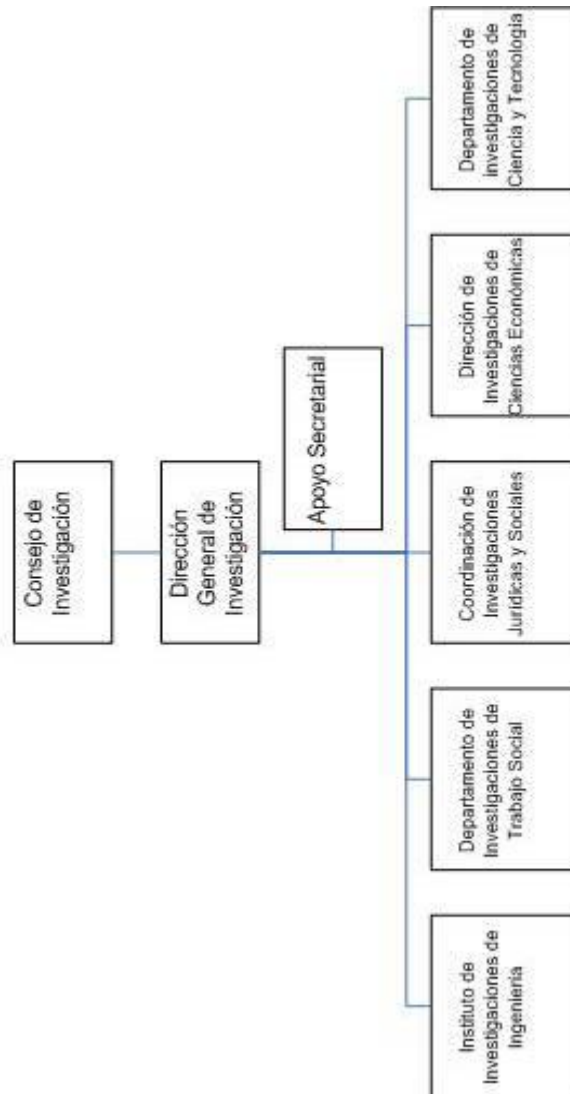 Consejo de
Investigación
Dirección
General de
Investigación
Apoyo Secretarial
Instituto de
Investigaciones de
Ingeniería
Departamento de
Investigaciones de
Trabajo Social
Coordinación de
Investigaciones
Jurídicas y Sociales
Dirección de
Investigaciones de
Ciencias Económicas
Departamento de
Investigaciones de
Ciencia y Tecnología